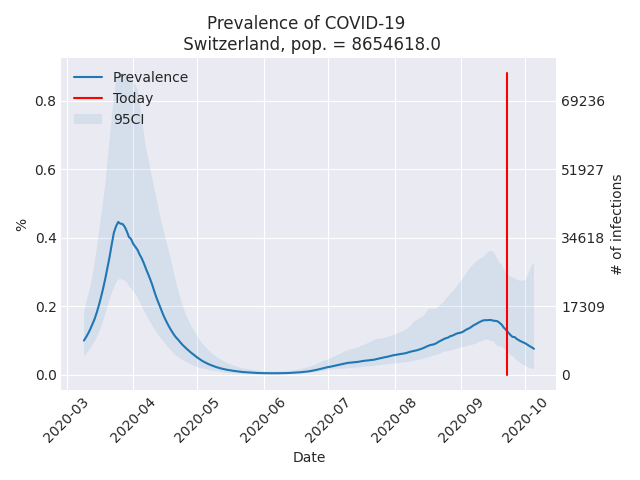 Prevalence of COVID-19
Switzerland, pop. = 8654618.0
Prevalence
Today
95CI
0.8
0.6
0.4
0.2
0.0
%
69236
51927
34618
17309
0
# of infections
2020-03
2020-04
2020-05
2020-06
2020-07
2020-08
2020-09
2020-10
Date